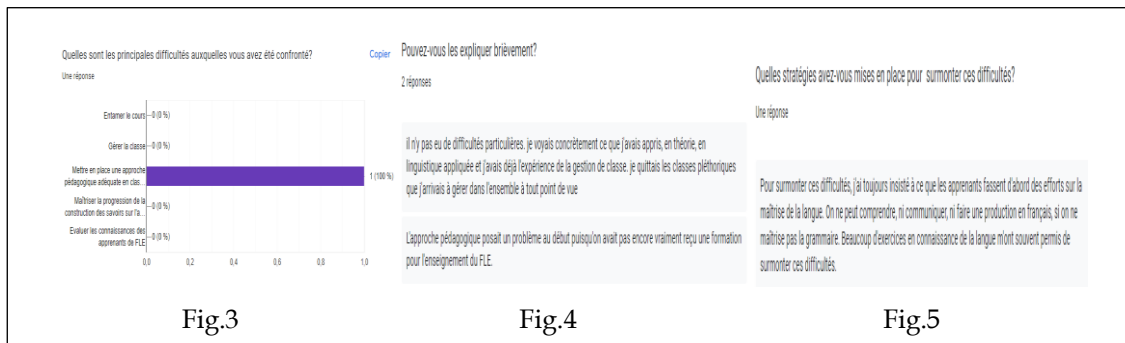 Quelles sont les principales difficultés auxquelles vous avez été confronté?
Copier
Une réponse
Entamer le cours
0 (0 %)
Gérer la classe
0 (0 %)
Mettre en place une approche
pédagogique adéquate en clas…
1 (100 %)
Maîtriser la progression de la
construction des savoirs sur l'a…
0 (0 %)
Evaluer les connaissances des
apprenants de FLE
0 (0 %)
0,0 0,2 0,4 0,6 0,8 1,0
Fig.3
Pouvez-vous les expliquer brièvement?
2 réponses
il n'y pas eu de difficultés particulières. je voyais concrètement ce que j'avais appris, en théorie, en
linguistique appliquée et j'avais déjà l'expérience de la gestion de classe. je quittais les classes pléthoriques
que j'arrivais à gérer dans l'ensemble à tout point de vue
L'approche pédagogique posait un problème au début puisqu'on avait pas encore vraiment reçu une formation
pour l'enseignement du FLE.
Fig.4
Quelles stratégies avez-vous mises en place pour surmonter ces difficultés?
Une réponse
Pour surmonter ces difficultés, j'ai toujours insisté à ce que les apprenants fassent d'abord des efforts sur la
maîtrise de la langue. On ne peut comprendre, ni communiquer, ni faire une production en français, si on ne
maîtrise pas la grammaire. Beaucoup d'exercices en connaissance de la langue m'ont souvent permis de
surmonter ces difficultés.
Fig.5